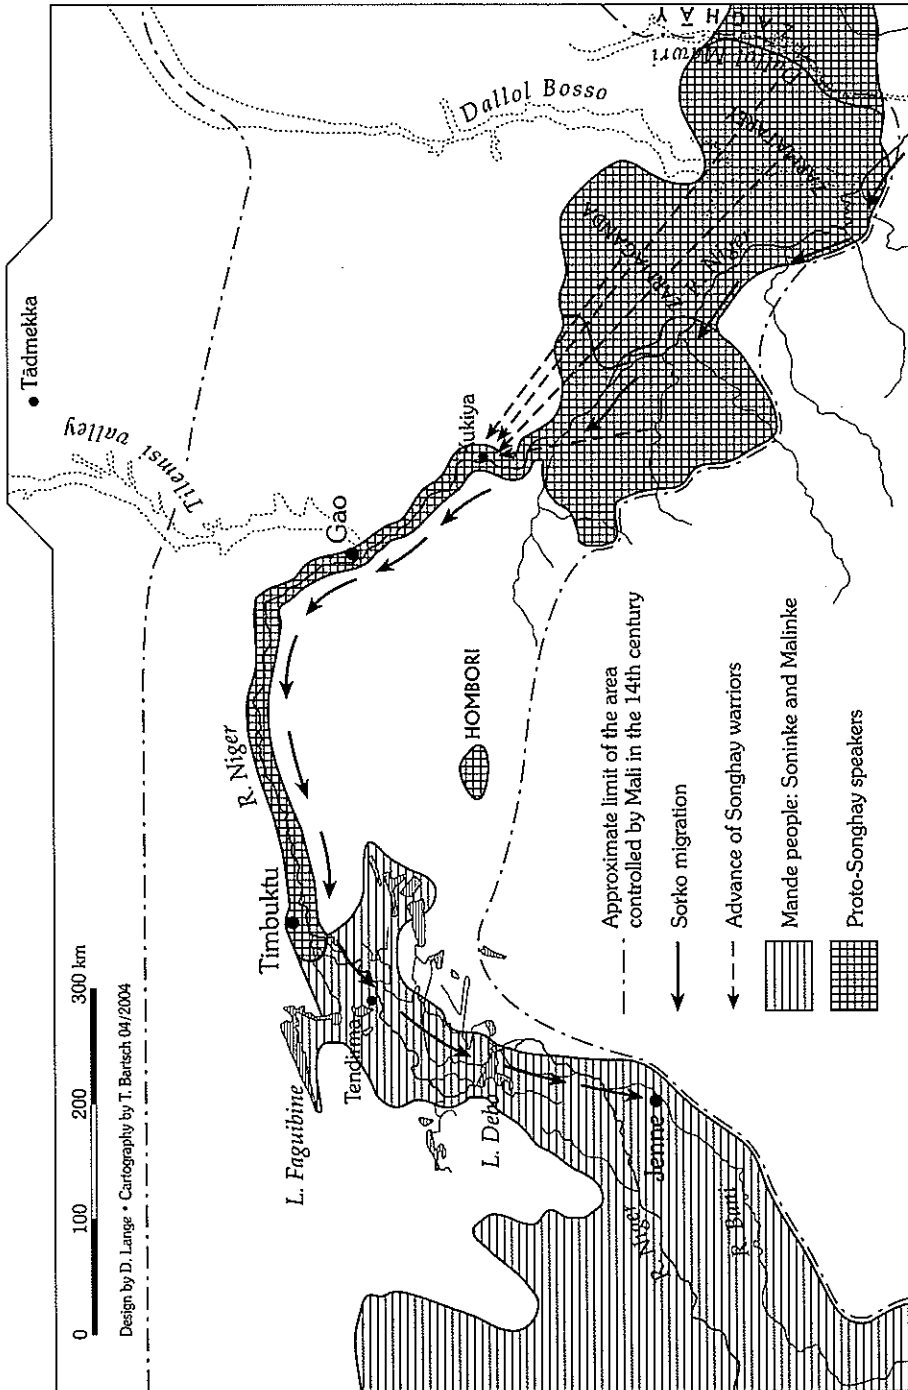 0 100 200 300 km
Design by D. Lange • Cartography by T. Bartsch 04/2004
Tādmekka
Tilemsi valley
Gao
R. Niger
Timbuktu
L. Faguibine
Tendirma
L. Debo
Jenne
R. Niger
R. Bani
HOMBORI
Kukiya
Dallol Bosso
Dallol Mawri
ZARMAGANDA
ZARMATAREY
R. Niger
Approximate limit of the area
controlled by Mali in the 14th century
Sorko migration
Advance of Songhay warriors
Mande people: Soninke and Malinke
Proto-Songhay speakers